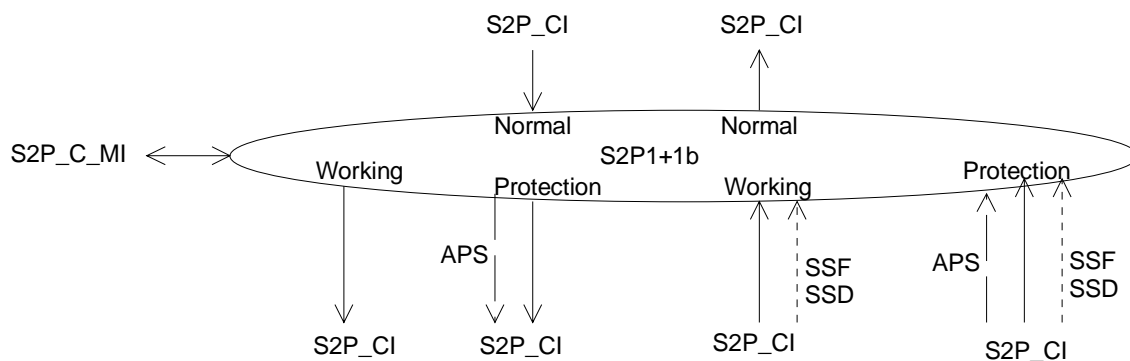 S2P_CI
S2P_CI
Normal
Normal
S2P_C_MI
S2P1+1b
Working
Protection
Working
Protection
APS
SSF
SSD
APS
SSF
SSD
S2P_CI
S2P_CI
S2P_CI
S2P_CI